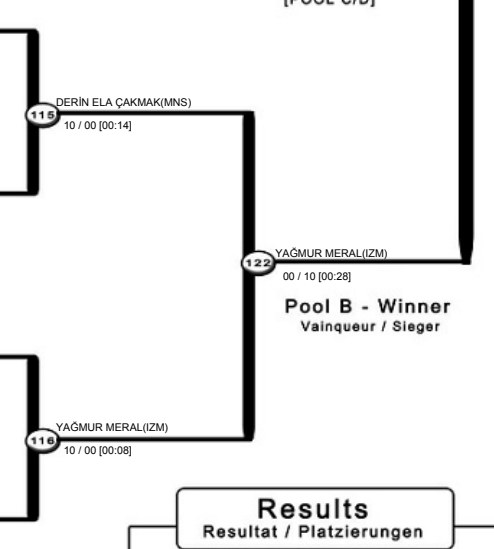 [POOL C/D]
DERİN ELA ÇAKMAK(MNS)
115
10 / 00 [00:14]
YAĞMUR MERAL(IZM)
122
00 / 10 [00:28]
Pool B - Winner
Vainqueur / Sieger
YAĞMUR MERAL(IZM)
116
10 / 00 [00:08]
Results
Resultat / Platzierungen